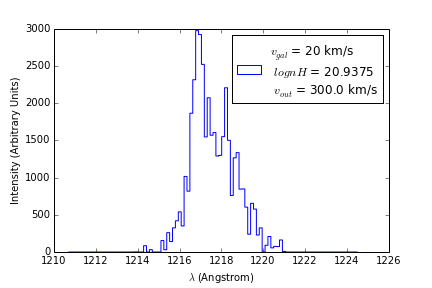 3000
2500
2000
1500
1000
500
0
1210 1212 1214 1216 1218 1220 1222 1224 1226
Intensity (Arbitrary Units)
λ (Angstrom)
v_gal = 20 km/s
lognH = 20.9375
v_out = 300.0 km/s